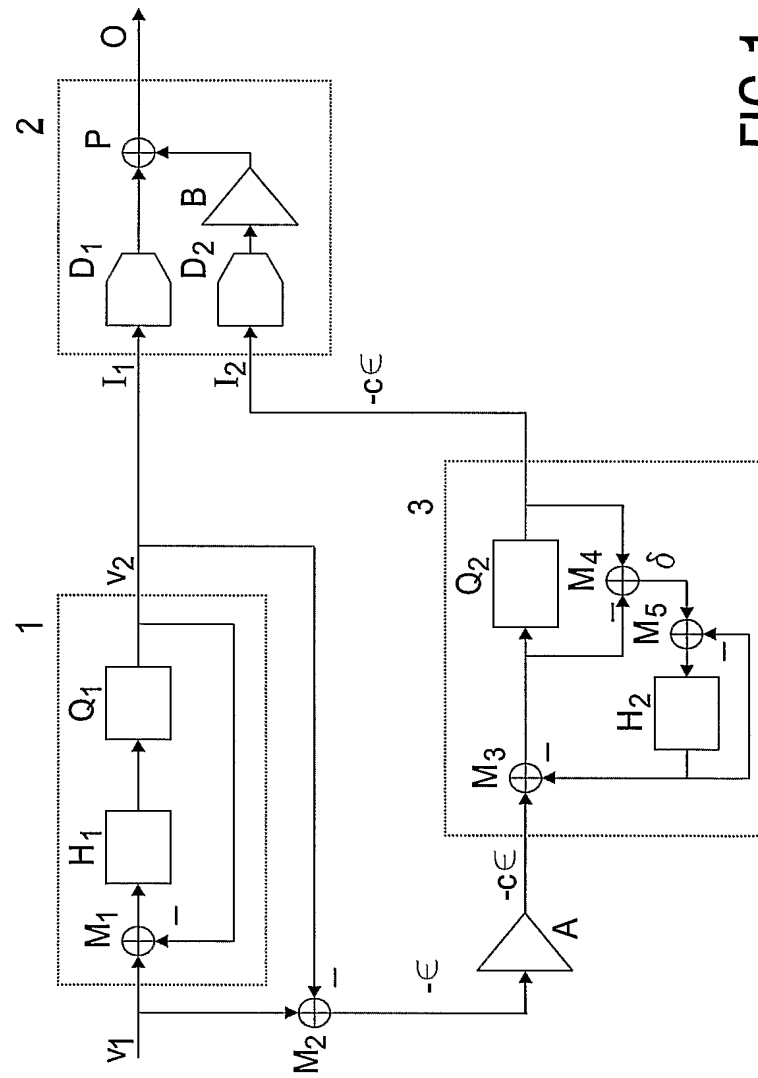 1
v1
M₁
−
H₁
Q₁
v₂
I₁
2
D₁
P
O
D₂
B
I₂
-cϵ
M₂
−
-ϵ
A
-cϵ
3
M₃
−
Q₂
M₄
−
δ
M₅
−
H₂
FIG 1